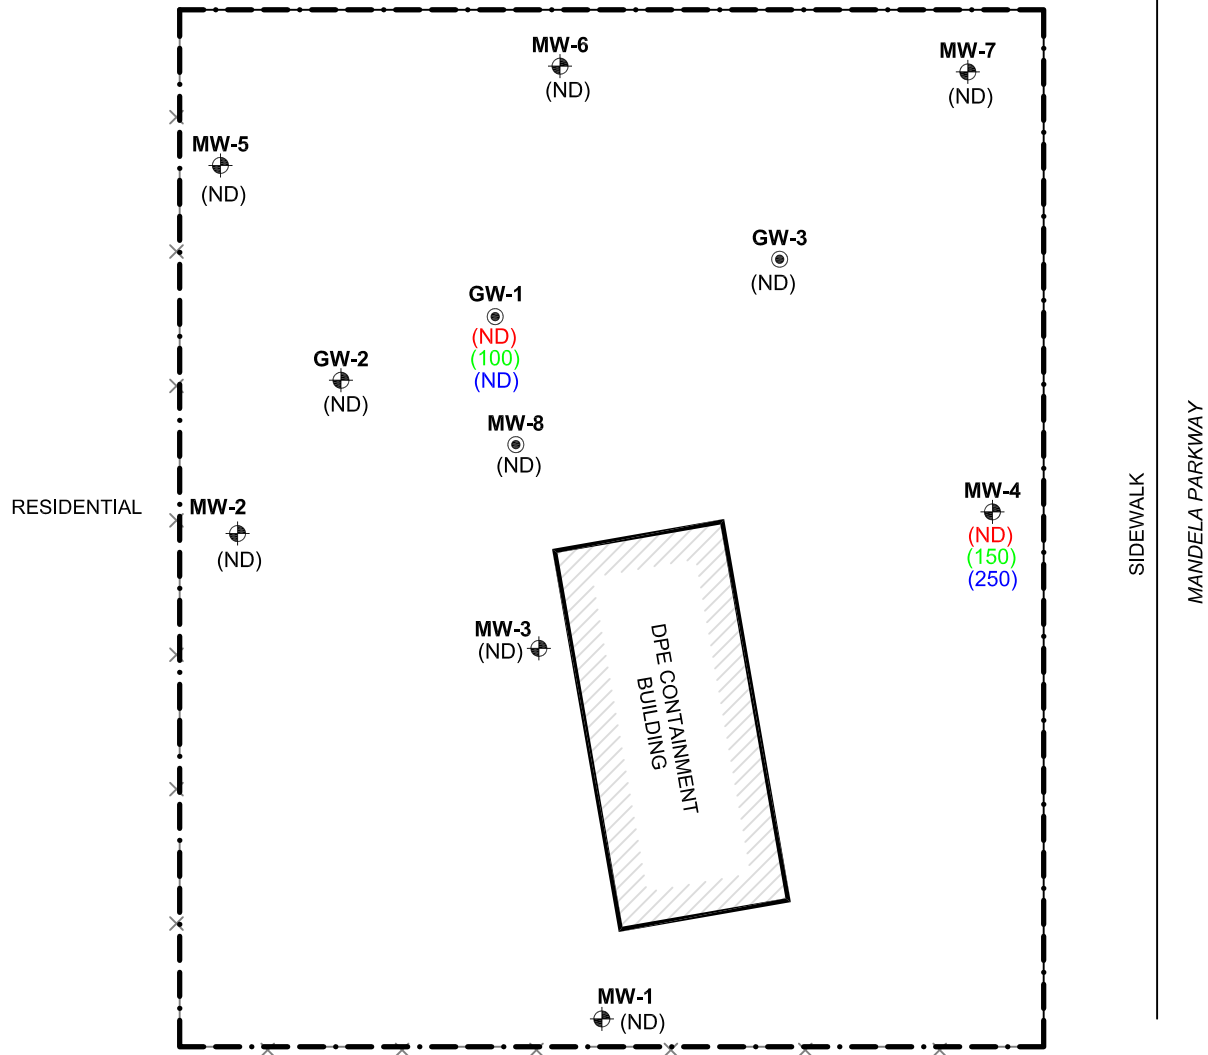 MW-6
(ND)
MW-7
(ND)
MW-5
(ND)
GW-3
(ND)
GW-1
(ND)
(100)
(ND)
GW-2
(ND)
MW-8
(ND)
RESIDENTIAL
MW-2
(ND)
MW-4
(ND)
(150)
(250)
SIDEWALK
MANDELA PARKWAY
MW-3
(ND)
DPE CONTAINMENT
BUILDING
MW-1
(ND)